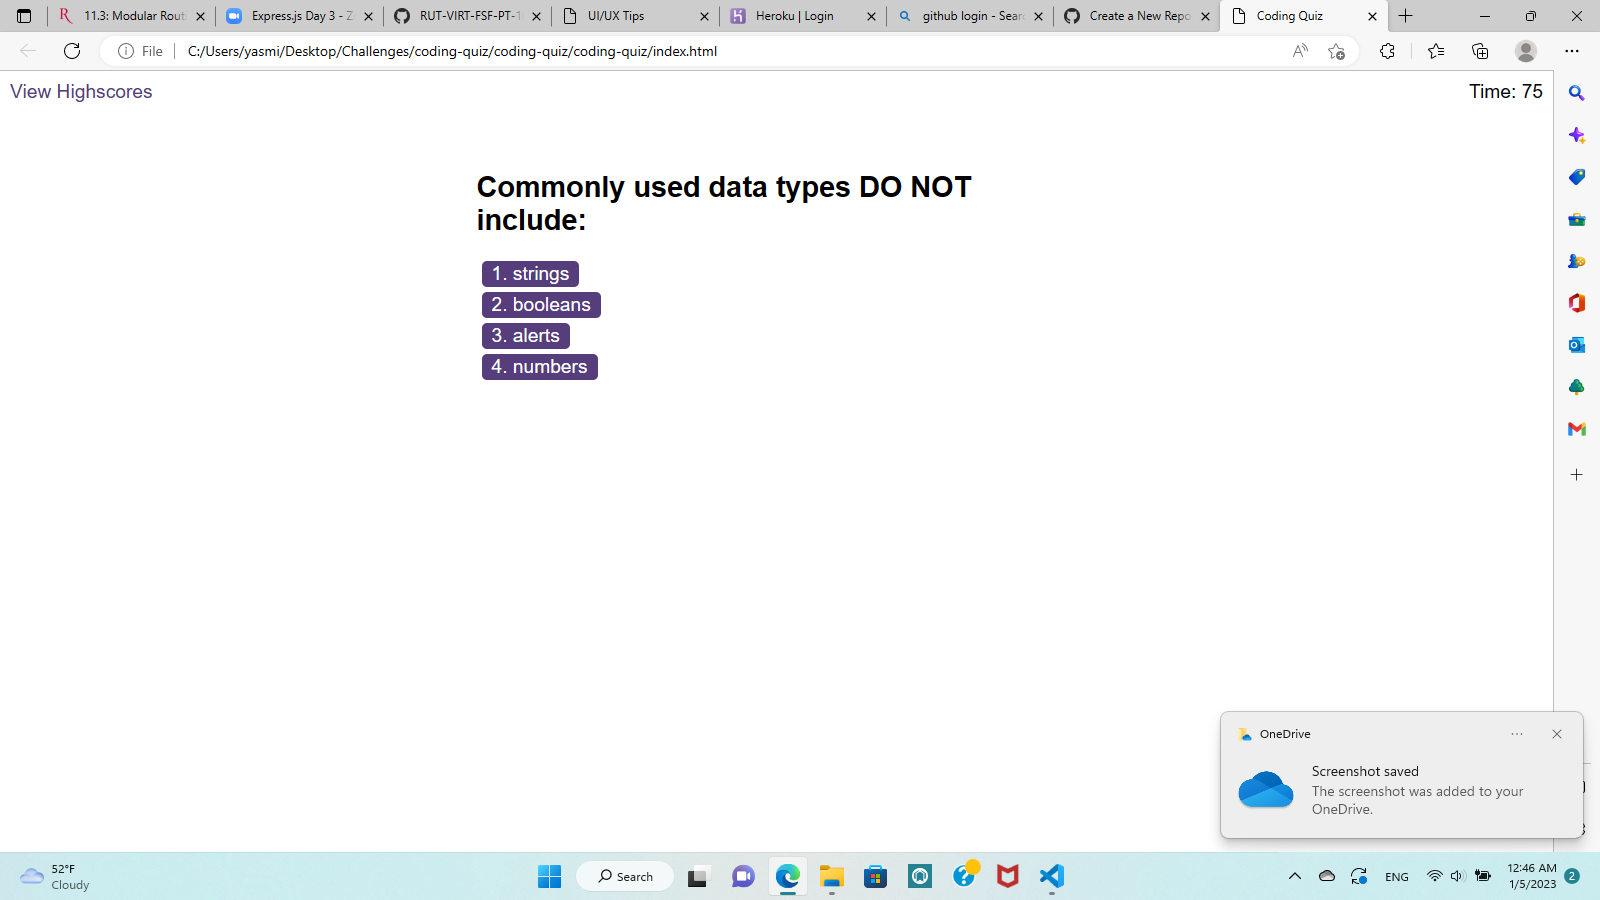 11.3: Modular Rout
Express.js Day 3 - Z
RUT-VIRT-FSF-PT-1
UI/UX Tips
Heroku | Login
github login - Sear
Create a New Repo
Coding Quiz
File
C:/Users/yasmi/Desktop/Challenges/coding-quiz/coding-quiz/coding-quiz/index.html
View Highscores
Time: 75
Commonly used data types DO NOT
include:
1. strings
2. booleans
3. alerts
4. numbers
OneDrive
Screenshot saved
The screenshot was added to your
OneDrive.
52°F
Cloudy
Search
ENG
12:46 AM
1/5/2023
2